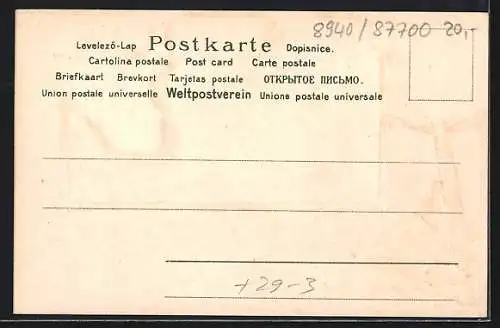 8940/87700 20,-
Levelező-Lap Postkarte Dopisnice.
Cartolina postale Post card Carte postale
Briefkaart Brevkort Tarjetas postale ОТКРЫТОЕ ПИСЬМО.
Union postale universelle Weltpostverein Unione postale universale
+29-3